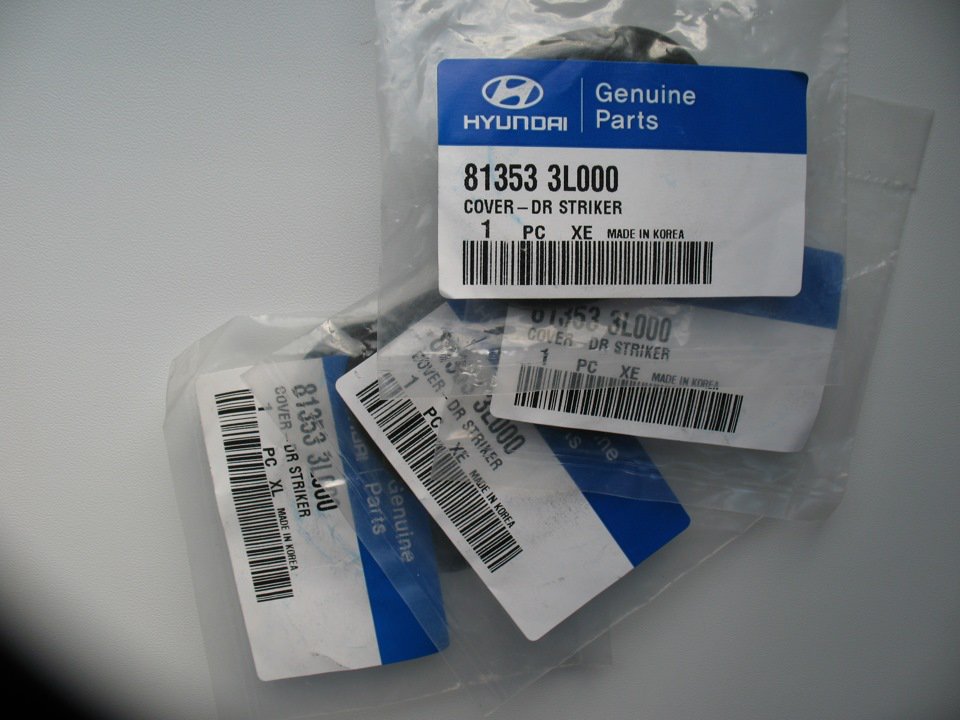 HYUNDAI
Genuine
Parts
81353 3L000
COVER-DR STRIKER
1 PC XE MADE IN KOREA
81353 3L000
COVER-DR STRIKER
1 PC XE MADE IN KOREA
81353 3L000
COVER-DR STRIKER
1 PC XE MADE IN KOREA
81353 3L000
COVER-DR STRIKER
1 PC XL MADE IN KOREA
Genuine
Parts